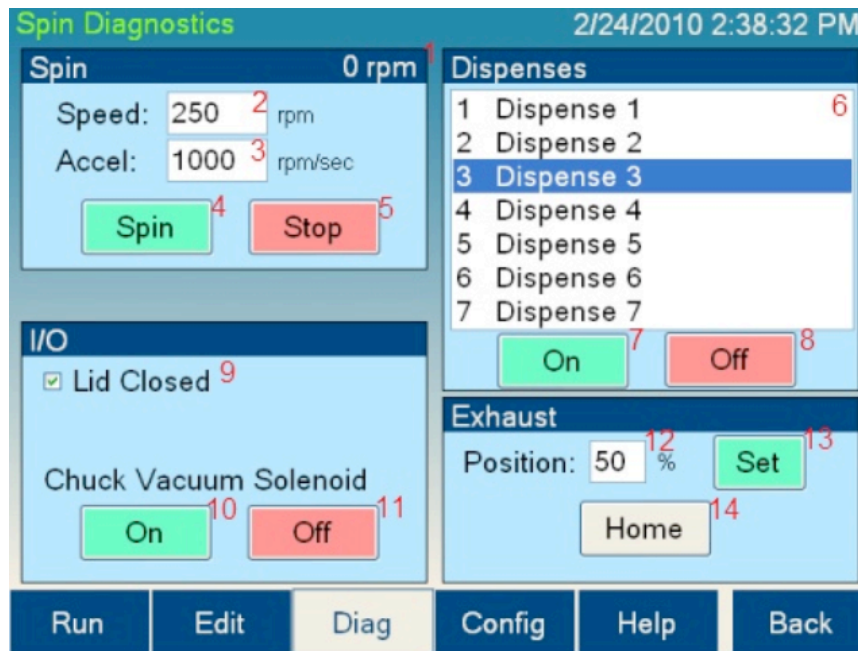 Spin Diagnostics 2/24/2010 2:38:32 PM
Spin 0 rpm 1
Speed: 250 2 rpm
Accel: 1000 3 rpm/sec
Spin 4 Stop 5
Dispenses
1 Dispense 1 6
2 Dispense 2
3 Dispense 3
4 Dispense 4
5 Dispense 5
6 Dispense 6
7 Dispense 7
On 7 Off 8
I/O
Lid Closed 9
Chuck Vacuum Solenoid
On 10 Off 11
Exhaust
Position: 50 12 % Set 13
Home 14
Run Edit Diag Config Help Back